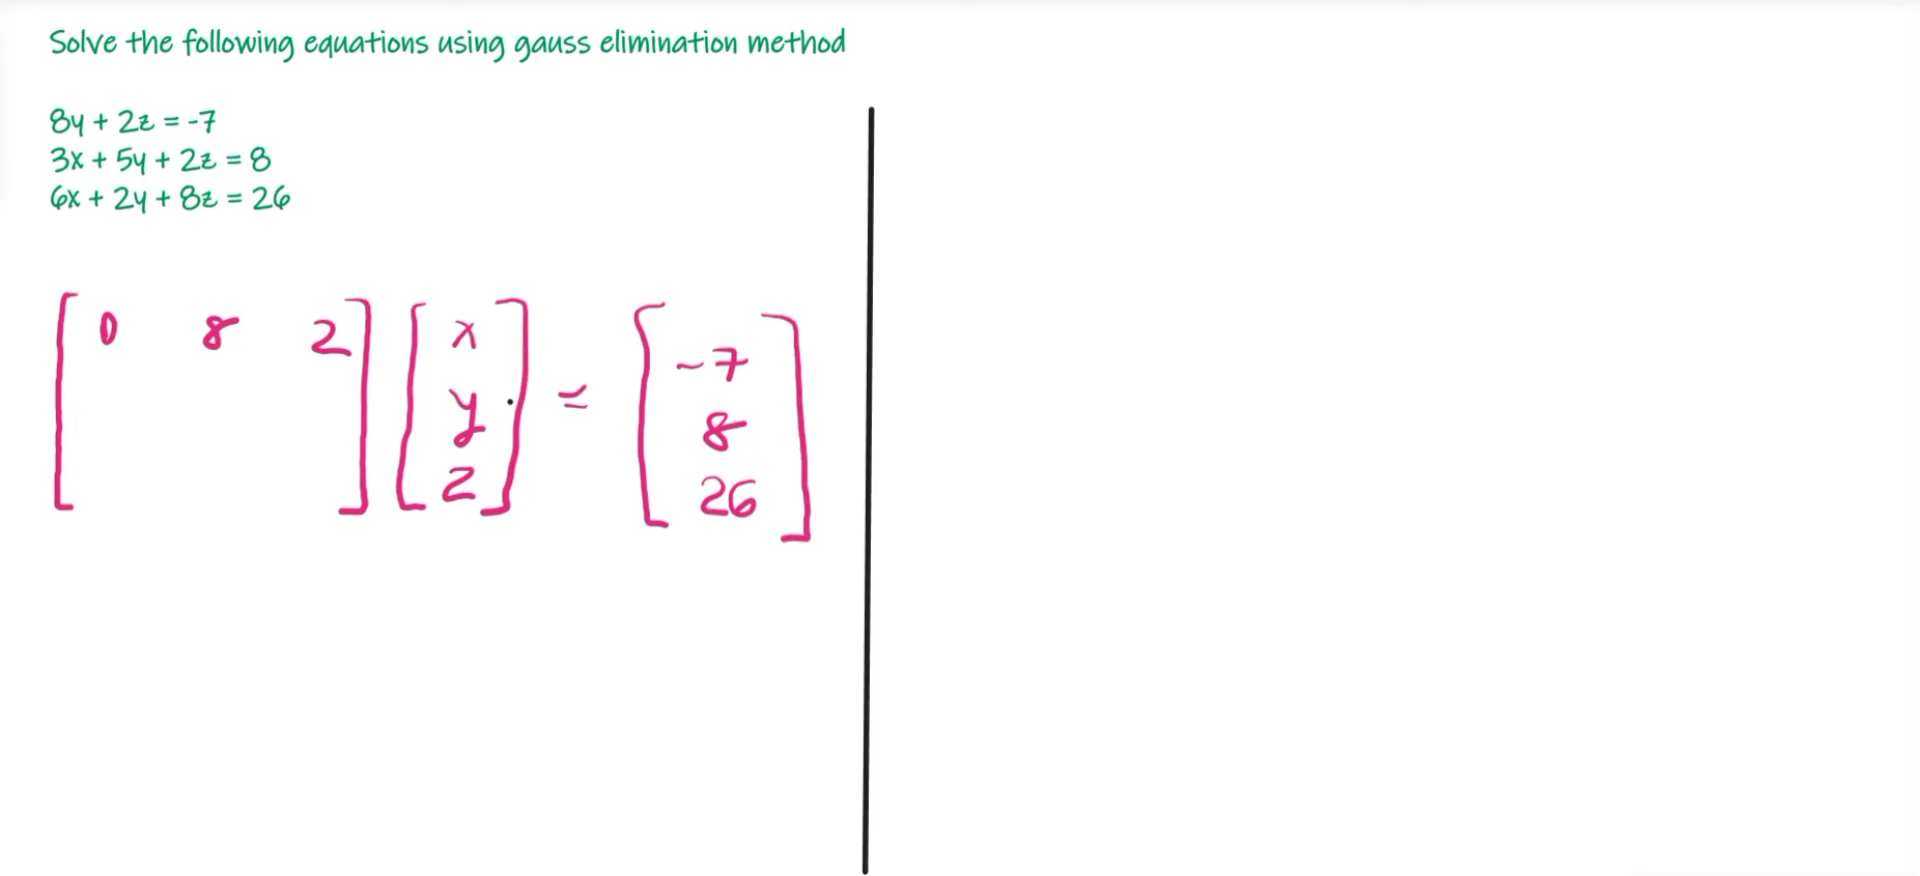 Solve the following equations using gauss elimination method
8y + 2z = -7
3x + 5y + 2z = 8
6x + 2y + 8z = 26
[0 8 2] [x y z] = [-7 8 26]